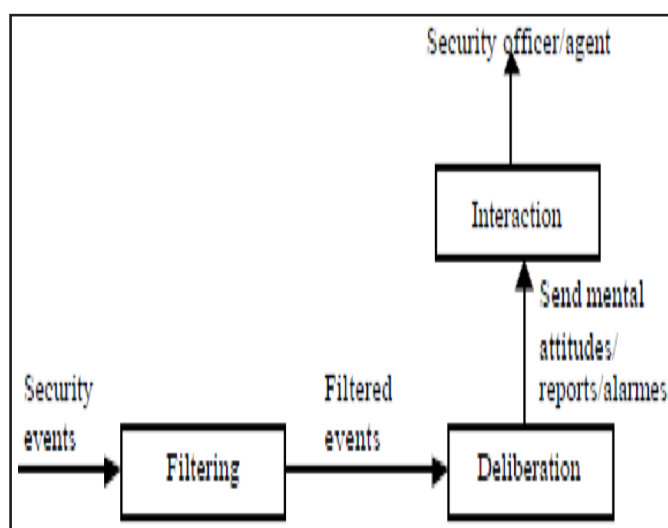 Security officer/agent
Interaction
Send mental
attitudes/
reports/alarmes
Security
events
Filtered
events
Filtering
Deliberation